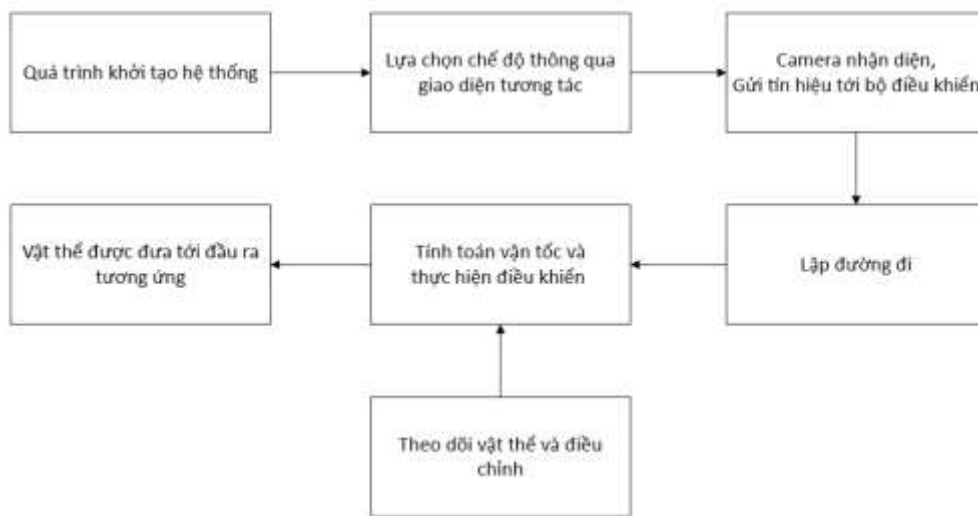 Quá trình khởi tạo hệ thống
Lựa chọn chế độ thông qua
giao diện tương tác
Camera nhận diện,
Gửi tín hiệu tới bộ điều khiển
Vật thể được đưa tới đầu ra
tương ứng
Tính toán vận tốc và
thực hiện điều khiển
Lập đường đi
Theo dõi vật thể và điều
chỉnh